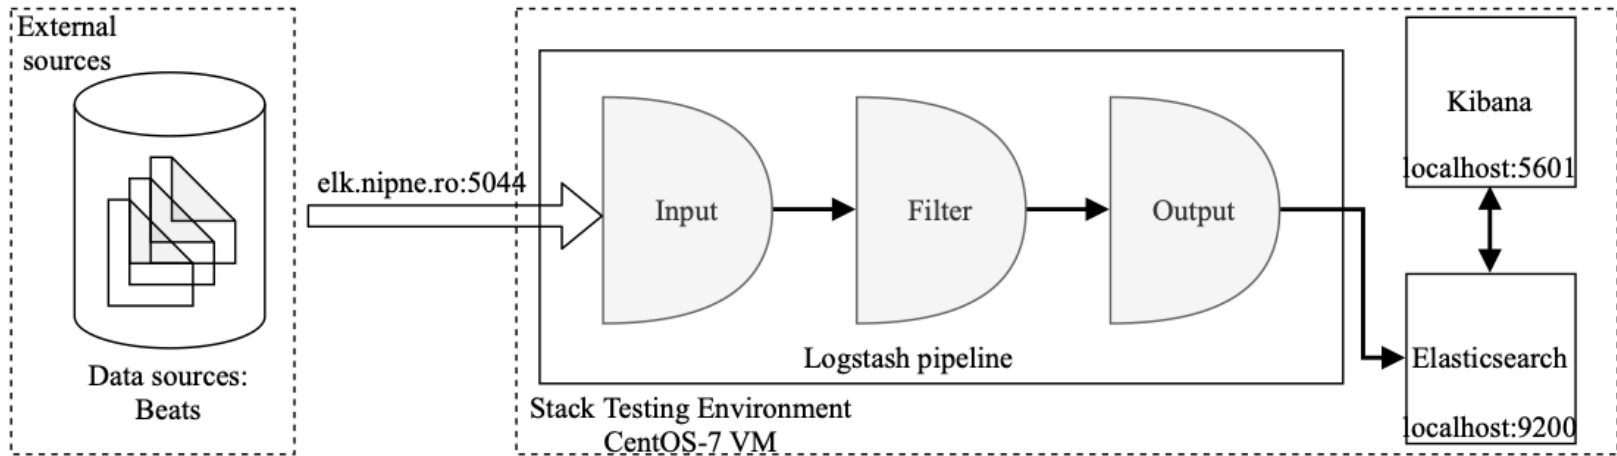 External
sources
Data sources:
Beats
elk.nipne.ro:5044
Input
Filter
Output
Logstash pipeline
Stack Testing Environment
CentOS-7 VM
Kibana
localhost:5601
Elasticsearch
localhost:9200